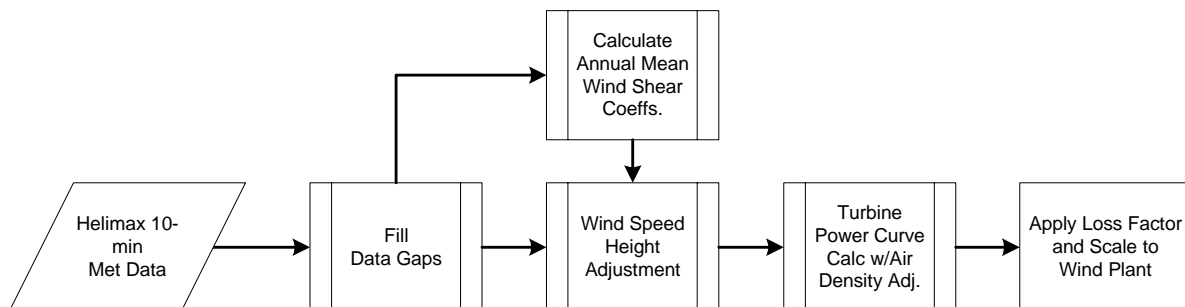 Calculate
Annual Mean
Wind Shear
Coeffs.
Helimax 10-
min
Met Data
Fill
Data Gaps
Wind Speed
Height
Adjustment
Turbine
Power Curve
Calc w/Air
Density Adj.
Apply Loss Factor
and Scale to
Wind Plant